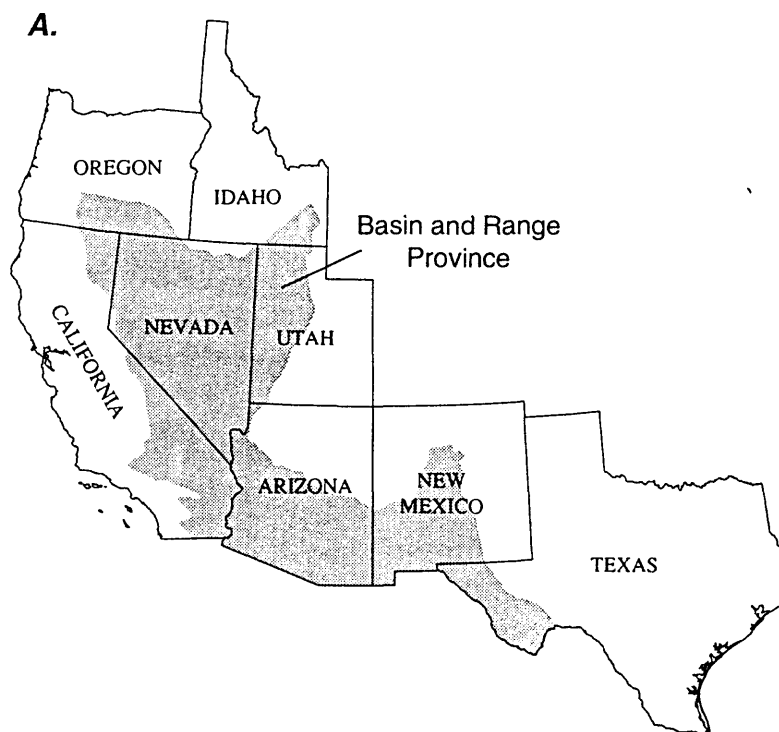 A.
OREGON
IDAHO
Basin and Range
Province
CALIFORNIA
NEVADA
UTAH
ARIZONA
NEW
MEXICO
TEXAS